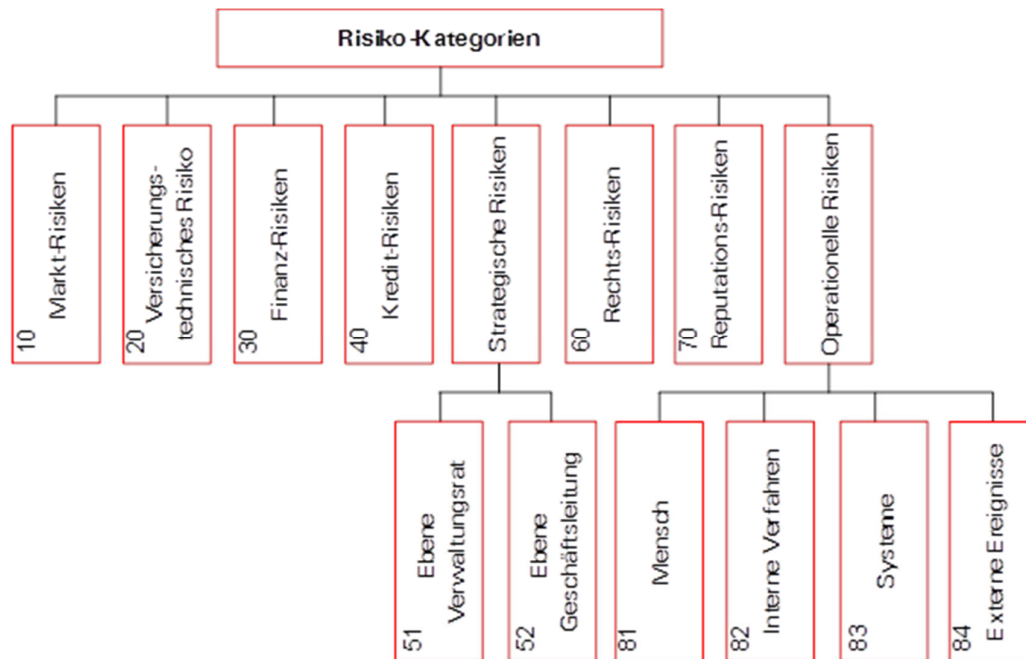 Risiko-Kategorien
10
Markt-Risiken
20
Versicherungs-
technisches Risiko
30
Finanz-Risiken
40
Kredit-Risiken
Strategische Risiken
60
Rechts-Risiken
70
Reputations-Risiken
Operationelle Risiken
51
Ebene
Verwaltungsrat
52
Ebene
Geschäftsleitung
81
Mensch
82
Interne Verfahren
83
Systeme
84
Externe Ereignisse